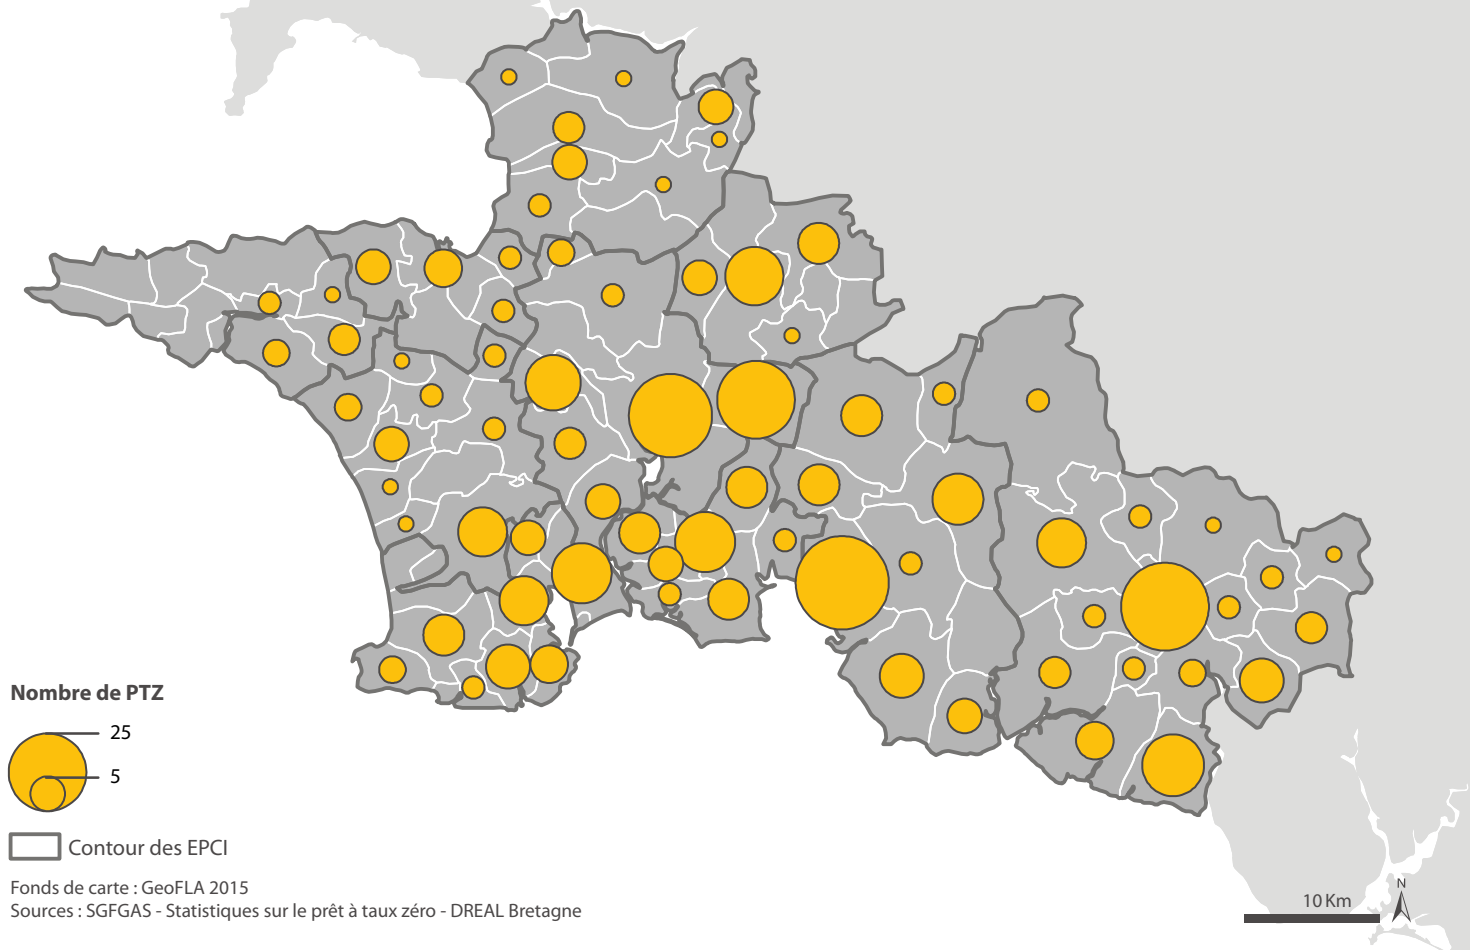 Nombre de PTZ
25
5
Contour des EPCI
Fonds de carte : GeoFLA 2015
Sources : SGFGAS - Statistiques sur le prêt à taux zéro - DREAL Bretagne
N
10 Km